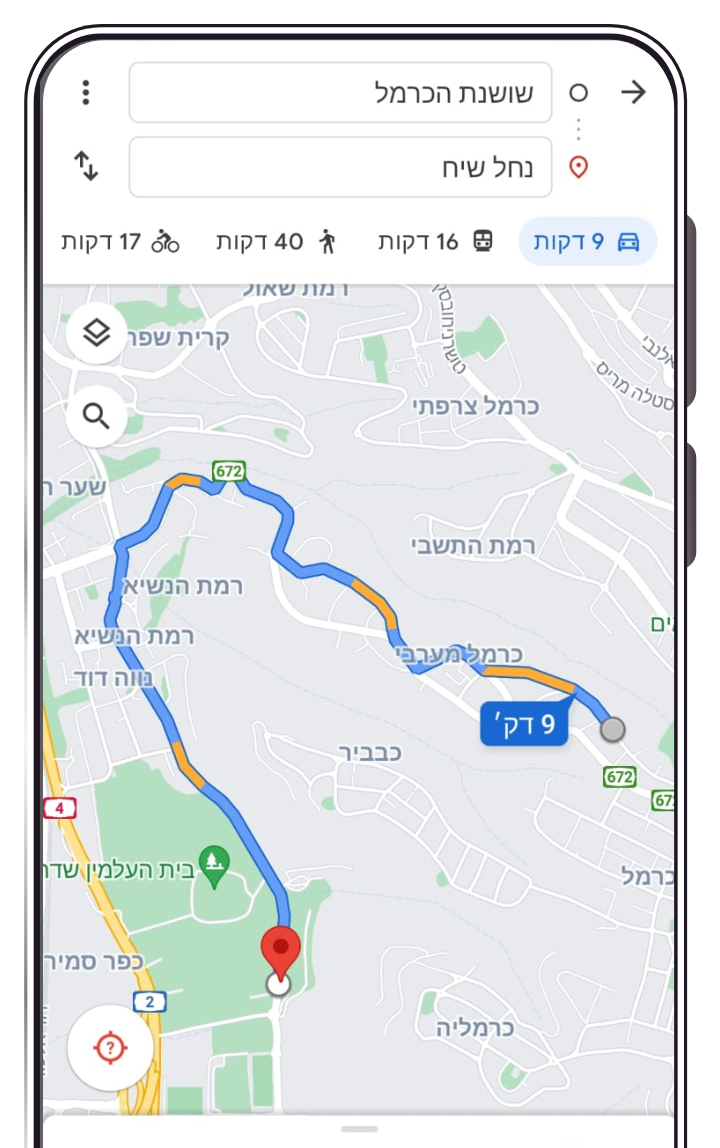 שושנת הכרמל
נחל שיח
9 דקות
16 דקות
40 דקות
17 דקות
רמת שאול
קרית שפר
כרמל צרפתי
סטלה מריס
672
שער ה
רמת התשבי
רמת הנשיא
ים
רמת הנשיא
כרמל מערבי
נווה דוד
9 דק׳
כבביר
672
67
4
בית העלמין שדה
כרמל
כפר סמיר
2
כרמליה
?